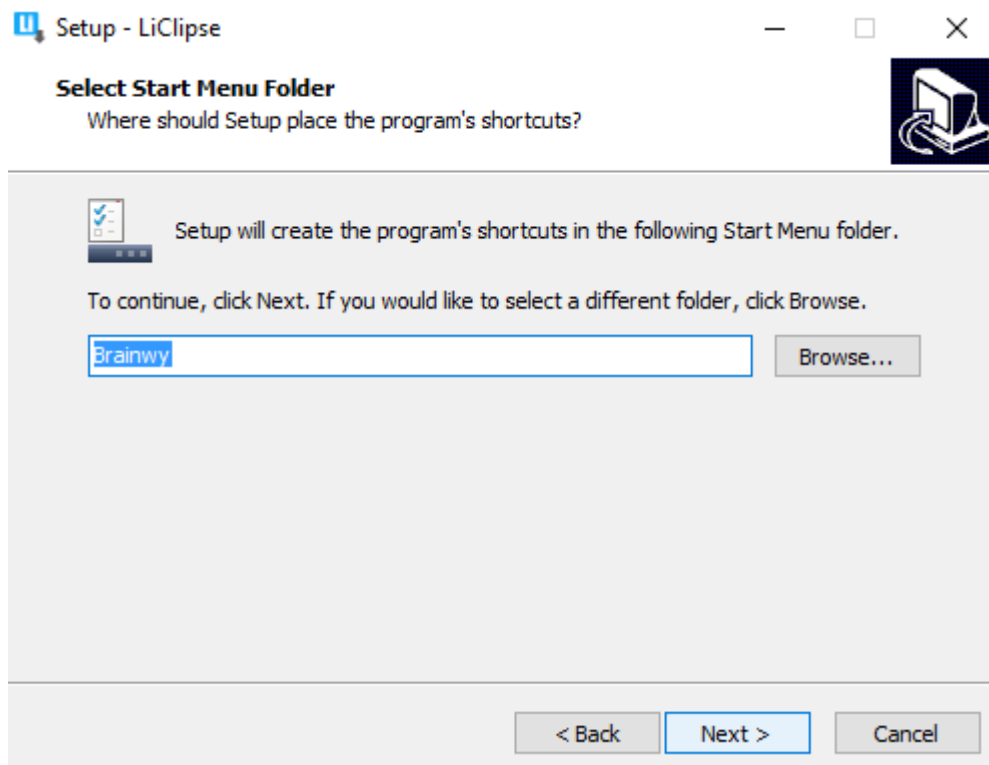 Setup - LiClipse
Select Start Menu Folder
Where should Setup place the program's shortcuts?
Setup will create the program's shortcuts in the following Start Menu folder.
To continue, click Next. If you would like to select a different folder, click Browse.
Brainwy
Browse...
< Back
Next >
Cancel